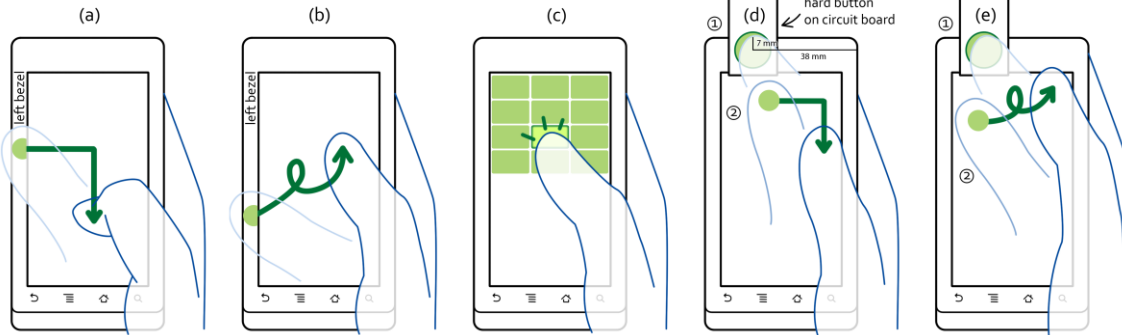 (a)
(b)
(c)
(d)
(e)
hard button
on circuit board
①
7 mm
38 mm
②
①
②
left bezel
left bezel